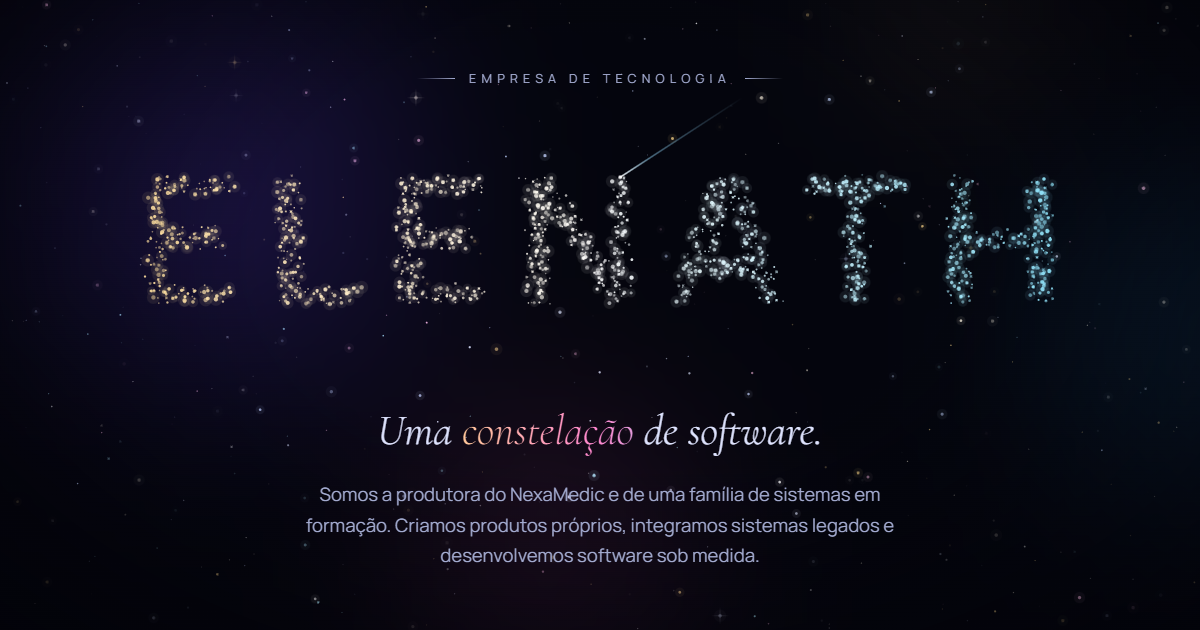 EMPRESA DE TECNOLOGIA
ELENATH
Uma constelação de software.
Somos a produtora do NexaMedic e de uma família de sistemas em
formação. Criamos produtos próprios, integramos sistemas legados e
desenvolvemos software sob medida.